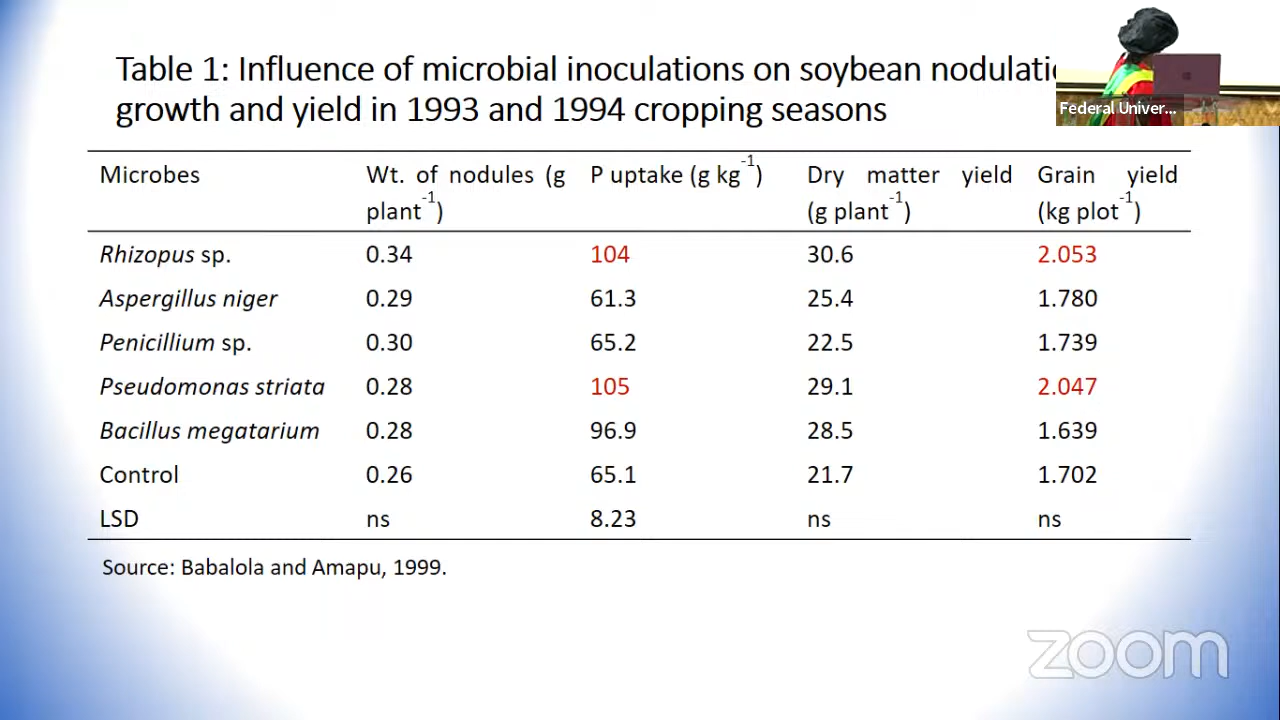 Table 1: Influence of microbial inoculations on soybean
growth and yield in 1993 and 1994 cropping seasons
Federal Univer...
Microbes Wt. of nodules (g plant-1) P uptake (g kg-1) Dry matter yield (g plant-1) Grain yield (kg plot-1)
Rhizopus sp. 0.34 104 30.6 2.053
Aspergillus niger 0.29 61.3 25.4 1.780
Penicillium sp. 0.30 65.2 22.5 1.739
Pseudomonas striata 0.28 105 29.1 2.047
Bacillus megatarium 0.28 96.9 28.5 1.639
Control 0.26 65.1 21.7 1.702
LSD ns 8.23 ns ns
Source: Babalola and Amapu, 1999.
zoom